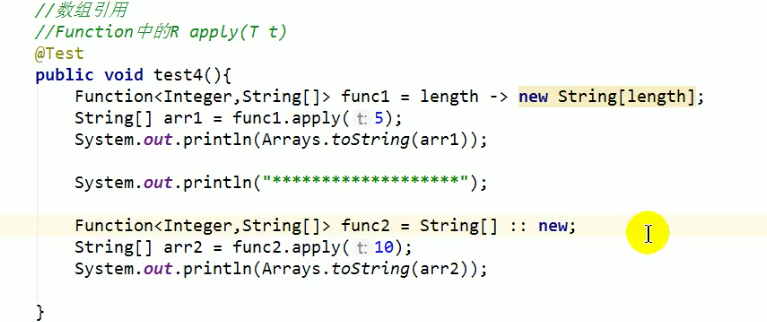 //数组引用
//Function中的R apply(T t)
@Test
public void test4(){
Function<Integer,String[]> func1 = length -> new String[length];
String[] arr1 = func1.apply( t: 5);
System.out.println(Arrays.toString(arr1));
System.out.println("*******************");
Function<Integer,String[]> func2 = String[] :: new;
String[] arr2 = func2.apply( t: 10);
System.out.println(Arrays.toString(arr2));
}